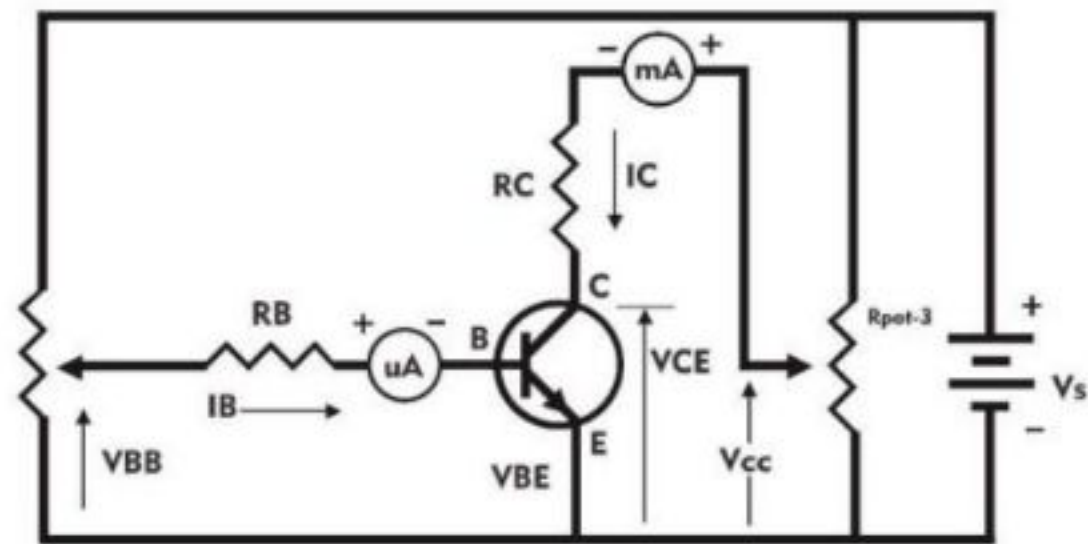 − mA +
RC
IC
C
Rpot-3
RB
+ uA −
B
VCE
+
Vs
−
IB
E
VBB
VBE
Vcc